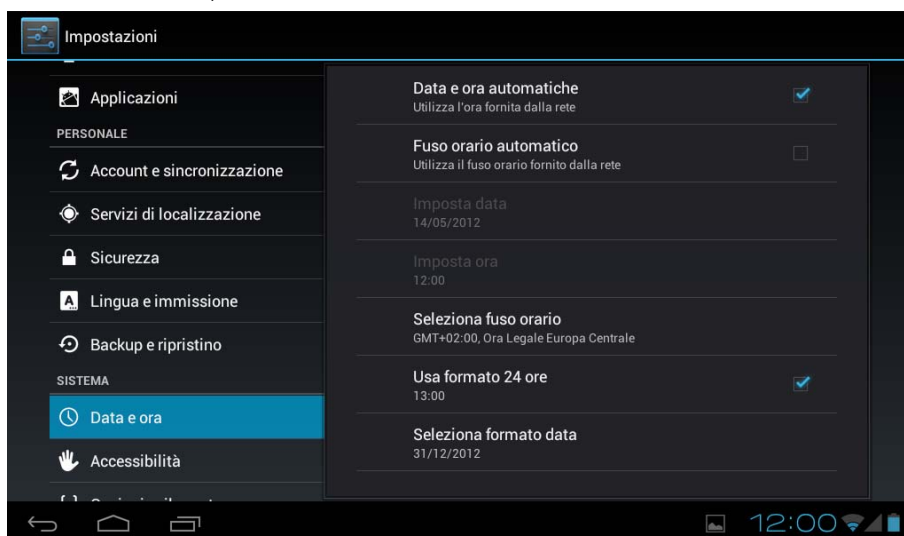 Impostazioni
Applicazioni
PERSONALE
Account e sincronizzazione
Servizi di localizzazione
Sicurezza
Lingua e immissione
Backup e ripristino
SISTEMA
Data e ora
Accessibilità
Data e ora automatiche
Utilizza l'ora fornita dalla rete
Fuso orario automatico
Utilizza il fuso orario fornito dalla rete
Imposta data
14/05/2012
Imposta ora
12:00
Seleziona fuso orario
GMT+02:00, Ora Legale Europa Centrale
Usa formato 24 ore
13:00
Seleziona formato data
31/12/2012
12:00